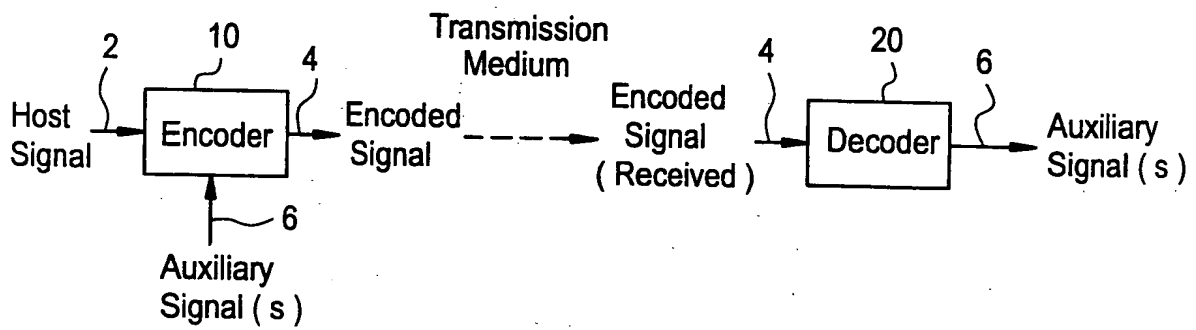 2
10
4
Host
Signal
Encoder
Encoded
Signal
6
Auxiliary
Signal ( s )
Transmission
Medium
Encoded
Signal
( Received )
4
20
Decoder
6
Auxiliary
Signal ( s )